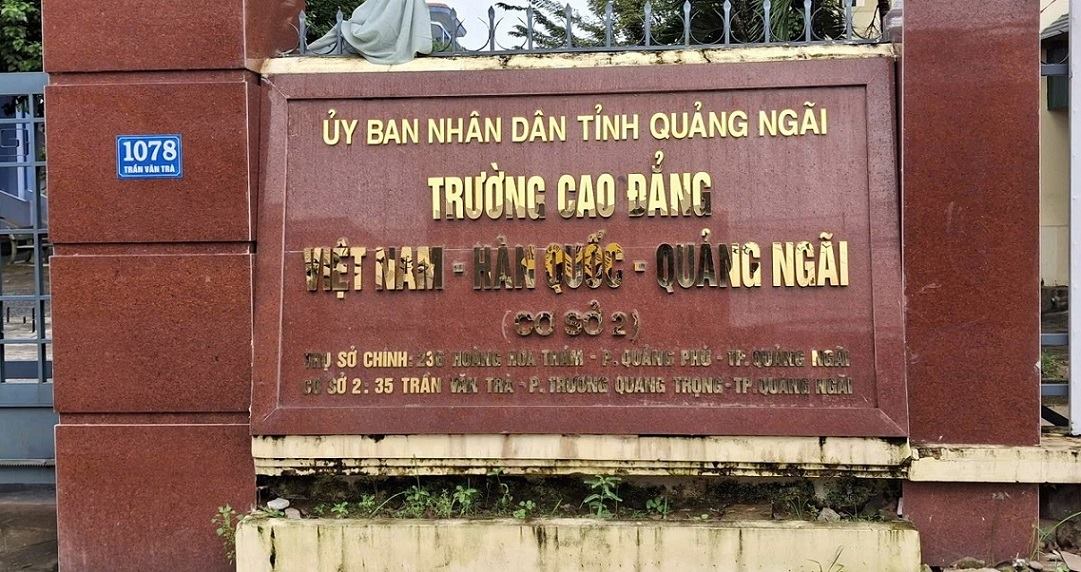 1078
TRẦN VĂN TRÀ
ỦY BAN NHÂN DÂN TỈNH QUẢNG NGÃI
TRƯỜNG CAO ĐẲNG
VIỆT NAM - HÀN QUỐC - QUẢNG NGÃI
(CƠ SỞ 2)
TRỤ SỞ CHÍNH: 236 HOÀNG HOA THÁM - P. QUẢNG PHÚ - TP. QUẢNG NGÃI
CƠ SỞ 2: 35 TRẦN VĂN TRÀ - P. TRƯƠNG QUANG TRỌNG-TP.QUẢNG NGÃI